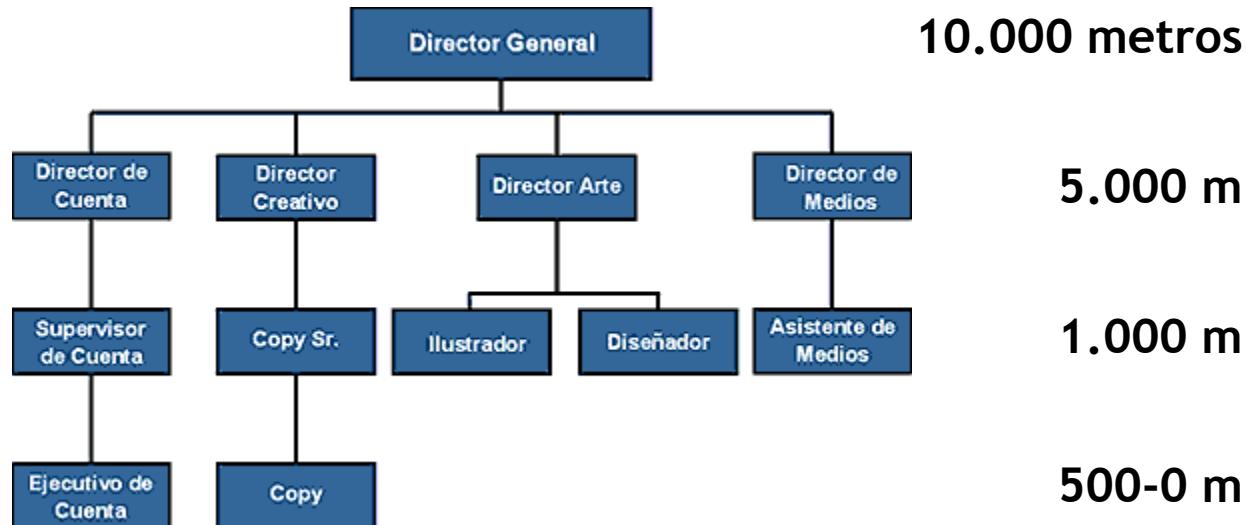 Director General
10.000 metros
Director de
Cuenta
Director
Creativo
Director Arte
Director de
Medios
5.000 m
Supervisor
de Cuenta
Copy Sr.
Ilustrador
Diseñador
Asistente de
Medios
1.000 m
Ejecutivo de
Cuenta
Copy
500-0 m